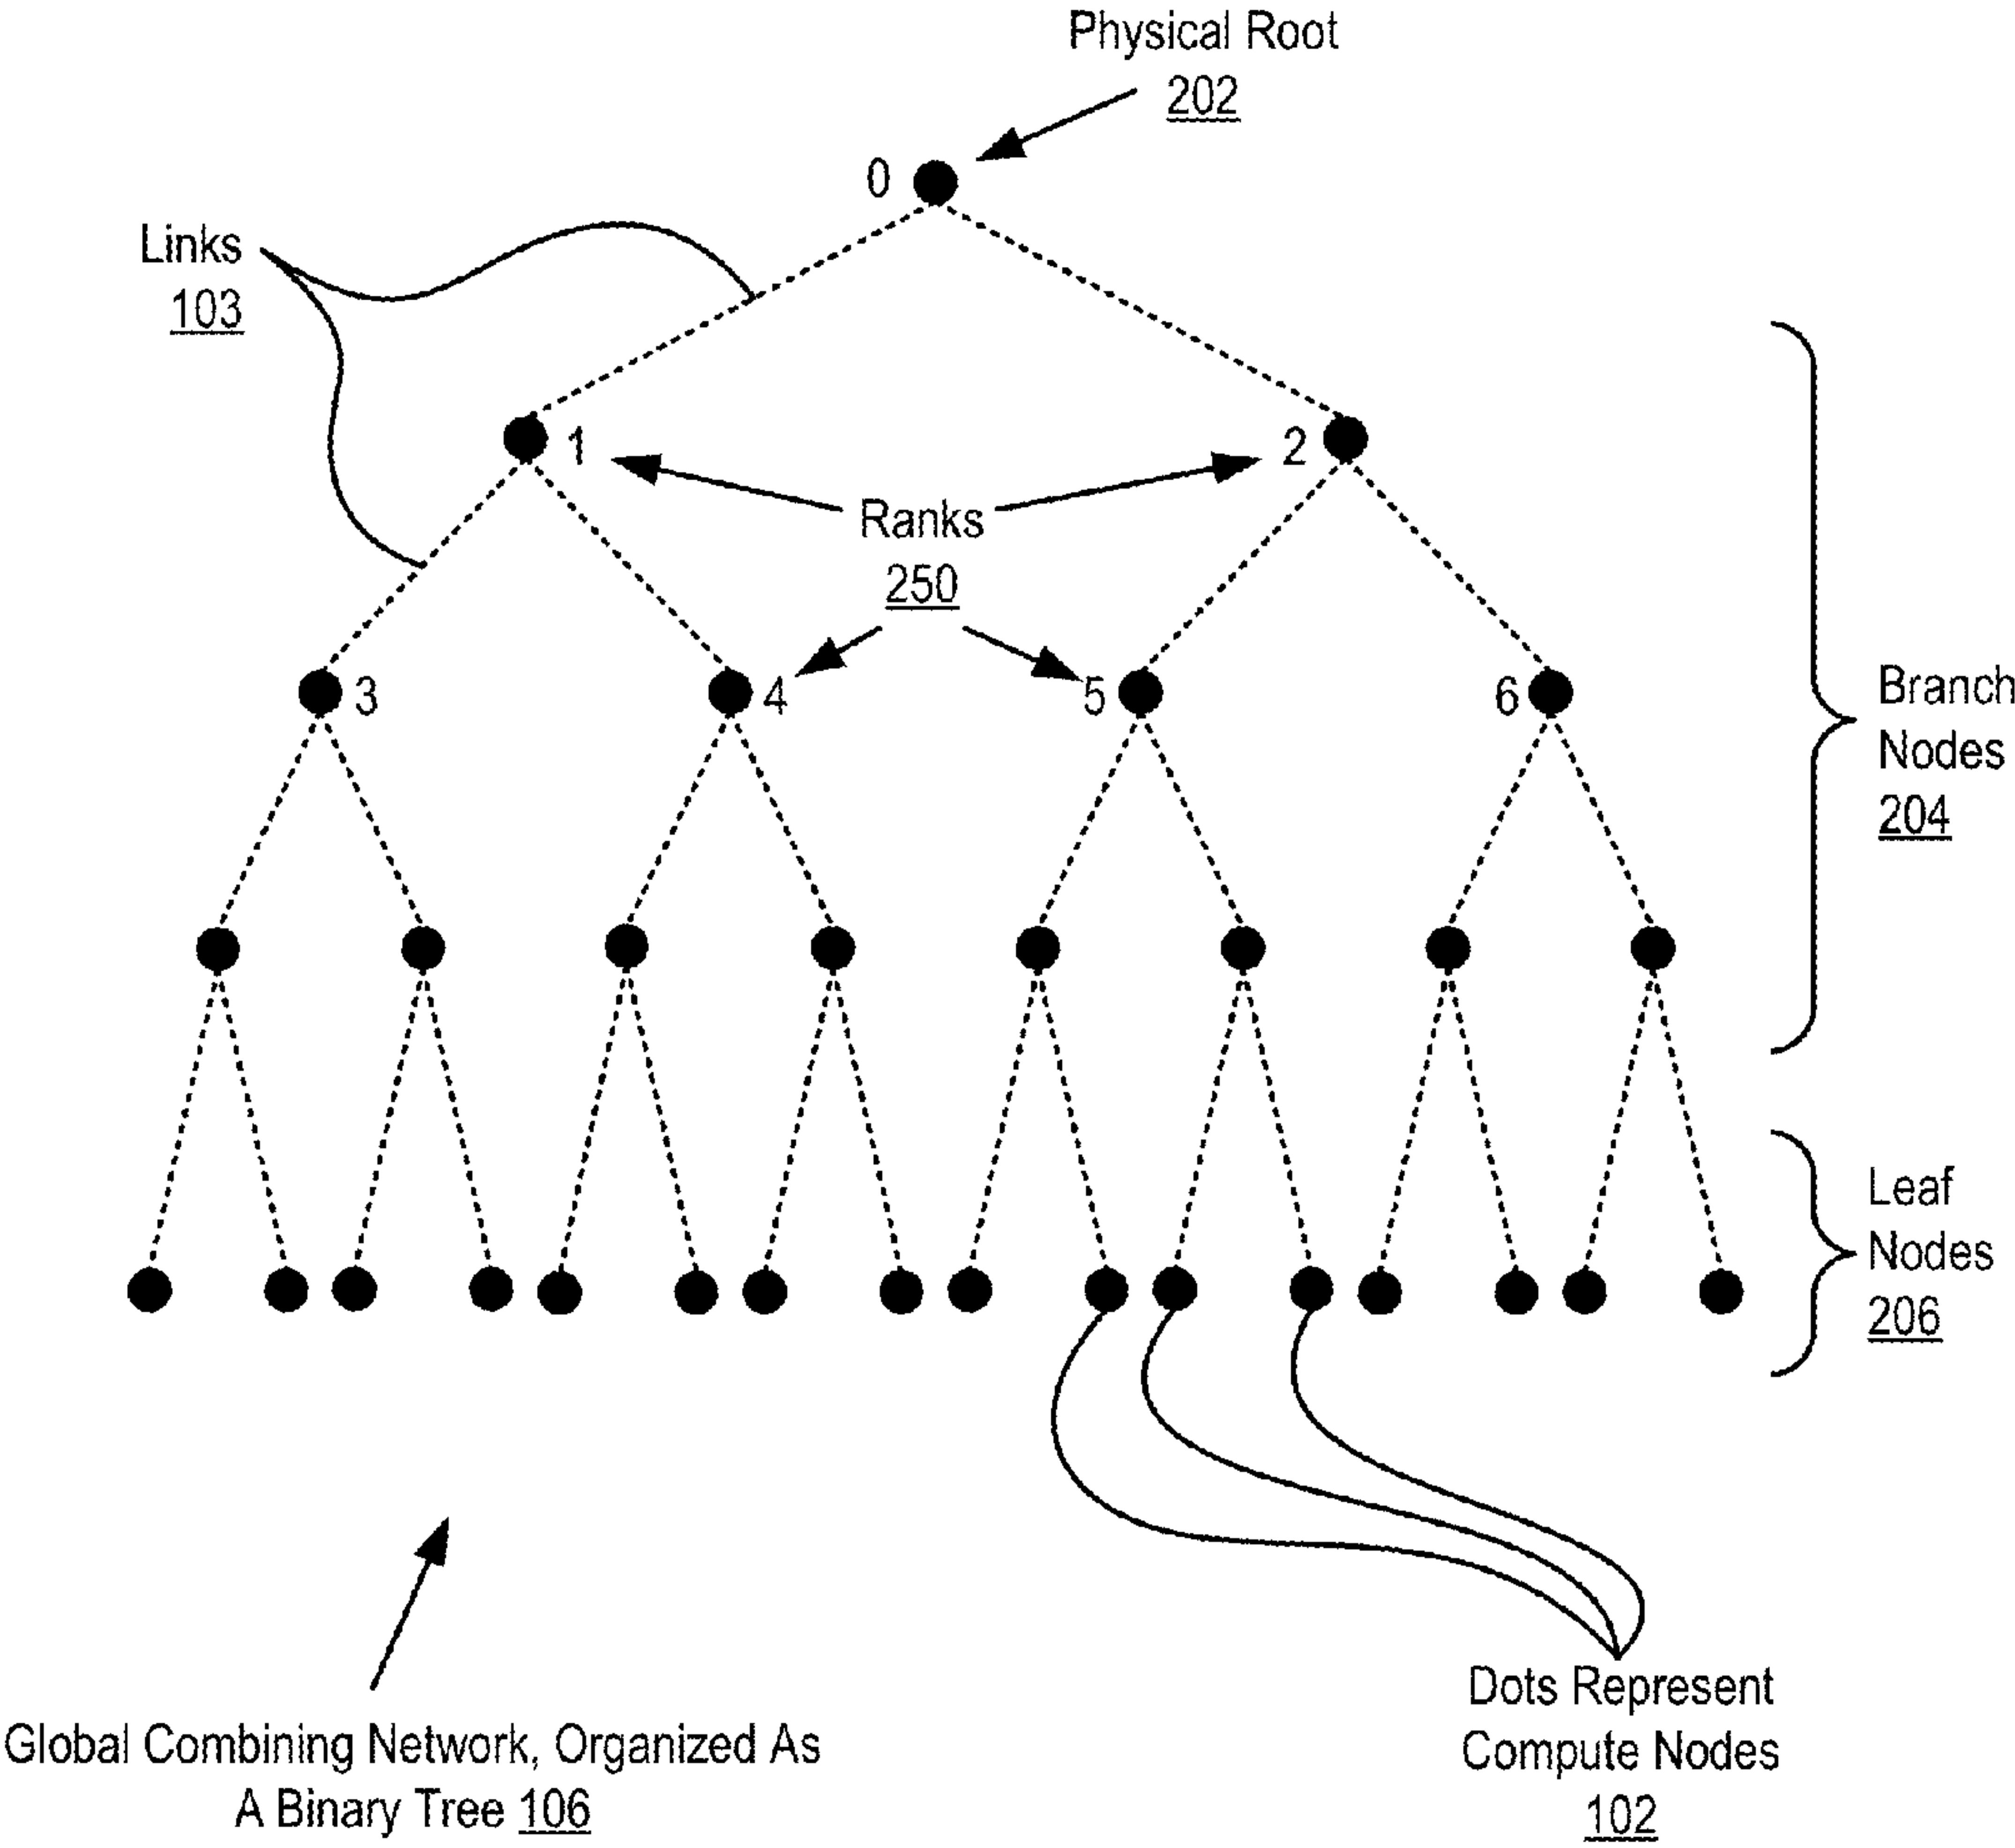 Physical Root
202
0
Links
103
1
2
Ranks
250
3
4
5
6
Branch
Nodes
204
Leaf
Nodes
206
Dots Represent
Compute Nodes
102
Global Combining Network, Organized As
A Binary Tree 106